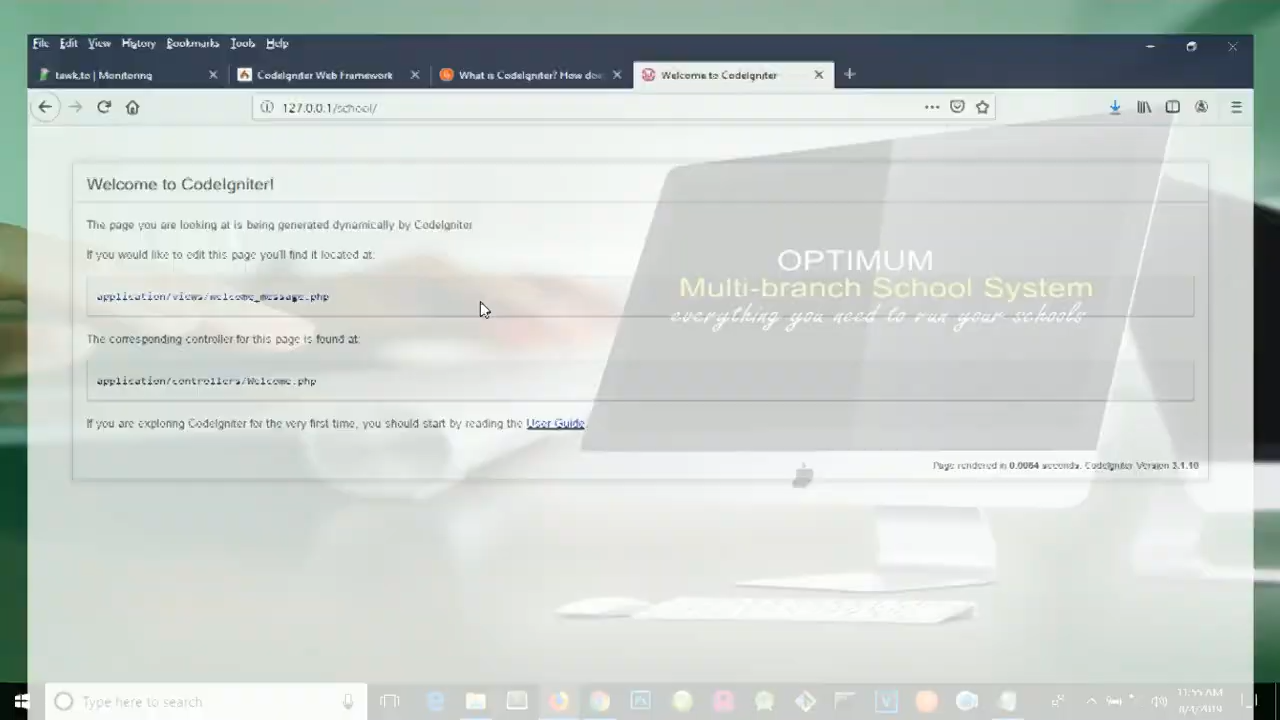 File Edit View History Bookmarks Tools Help
tawk.to | Monitoring
CodeIgniter Web Framework
What is CodeIgniter? How doe
Welcome to CodeIgniter
127.0.0.1/school/
Welcome to CodeIgniter!
The page you are looking at is being generated dynamically by CodeIgniter
If you would like to edit this page you'll find it located at:
application/views/welcome_message.php
The corresponding controller for this page is found at:
application/controllers/Welcome.php
If you are exploring CodeIgniter for the very first time, you should start by reading the User Guide
Page rendered in 0.0064 seconds. CodeIgniter Version 3.1.10
OPTIMUM
Multi-branch School System
everything you need to run your schools
Type here to search
11:55 AM